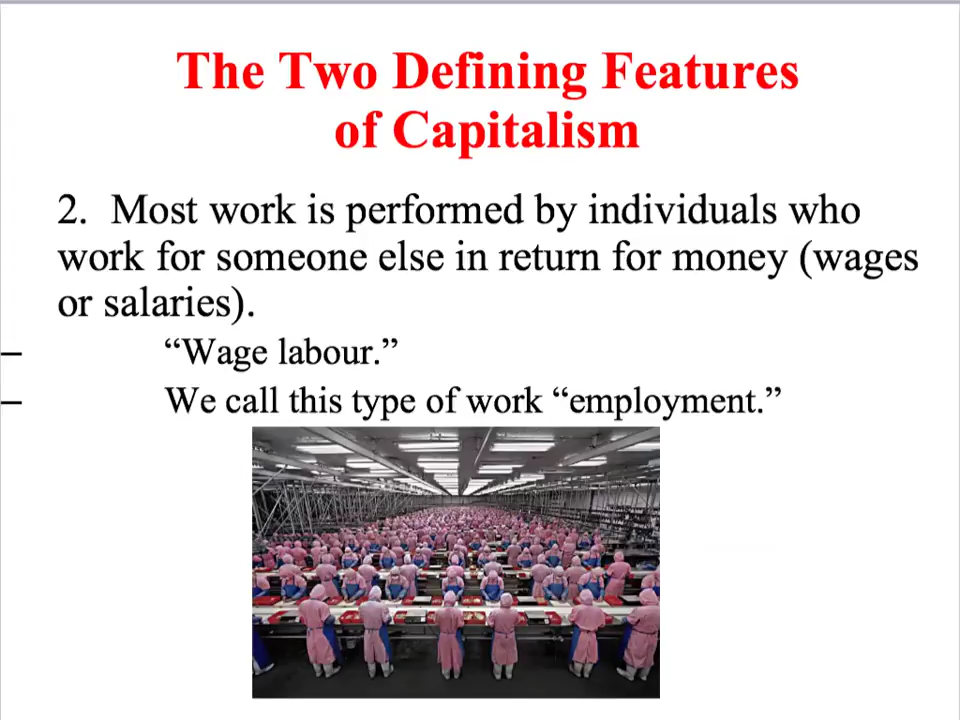 The Two Defining Features
of Capitalism
2. Most work is performed by individuals who
work for someone else in return for money (wages
or salaries).
– “Wage labour.”
– We call this type of work “employment.”